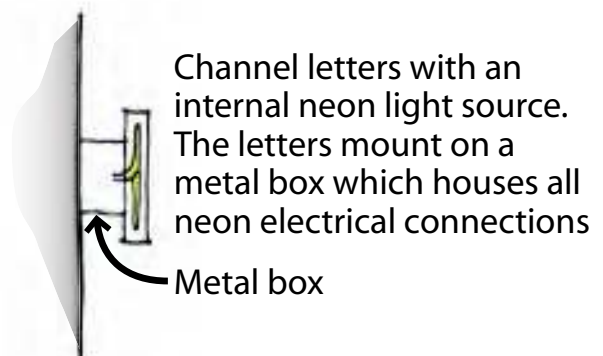 Channel letters with an
internal neon light source.
The letters mount on a
metal box which houses all
neon electrical connections
Metal box